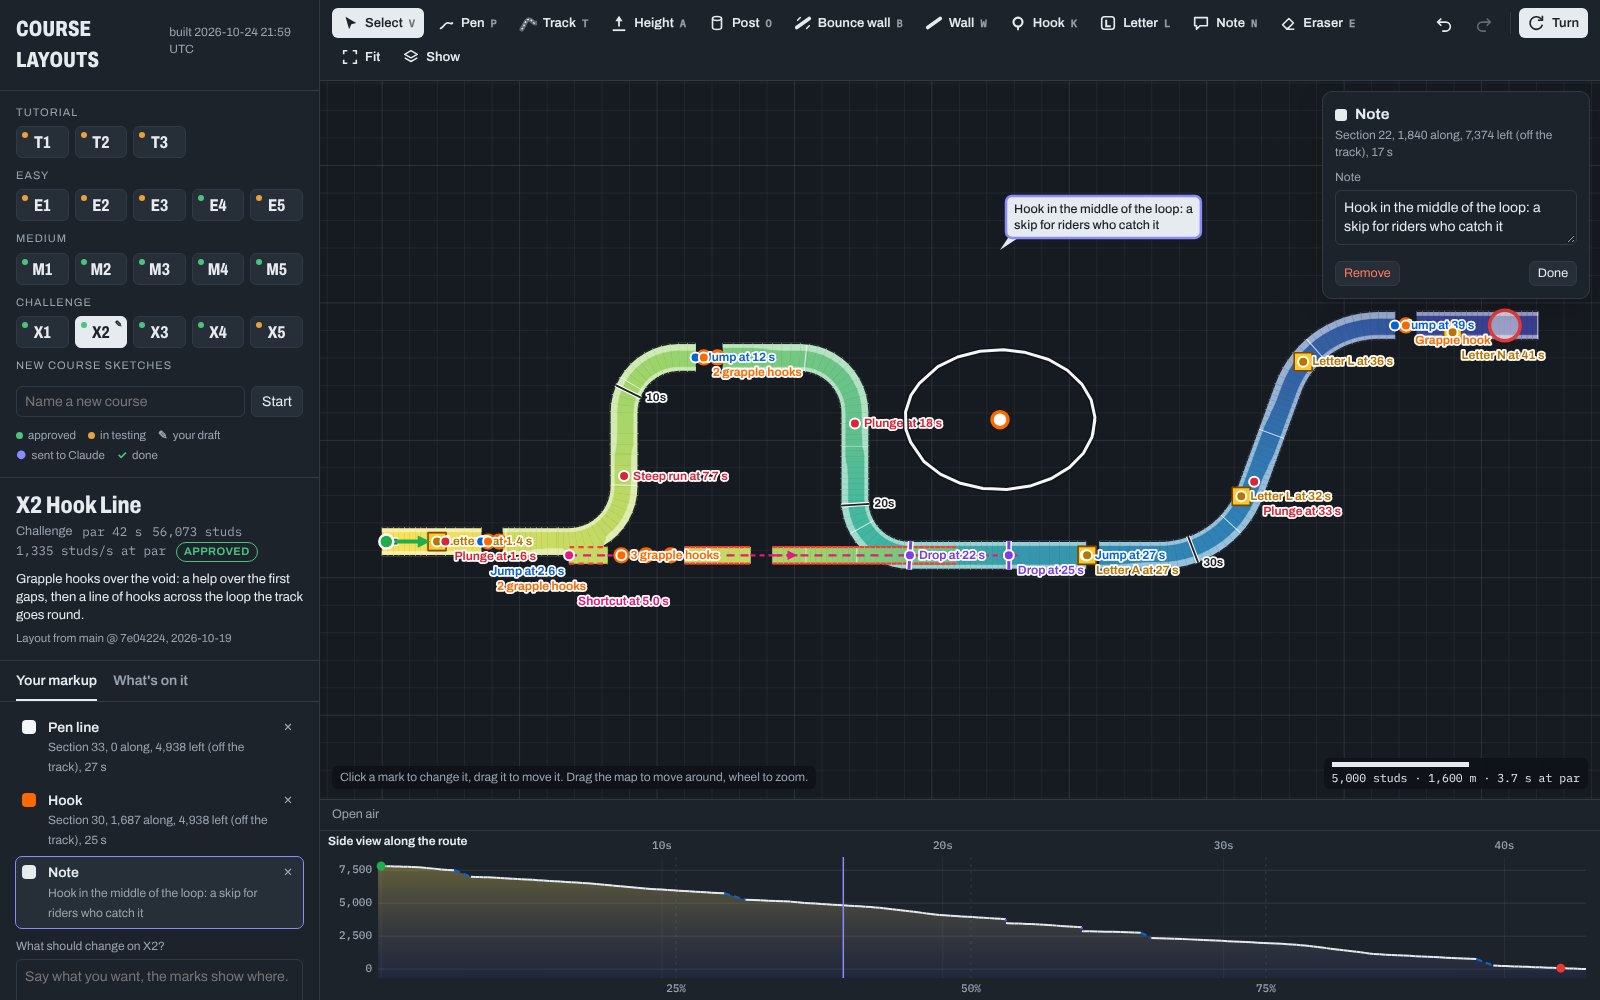 COURSE
LAYOUTS
built 2026-10-24 21:59
UTC
TUTORIAL
T1 T2 T3
EASY
E1 E2 E3 E4 E5
MEDIUM
M1 M2 M3 M4 M5
CHALLENGE
X1 X2 X3 X4 X5
NEW COURSE SKETCHES
Name a new course Start
approved in testing your draft
sent to Claude done
X2 Hook Line
Challenge par 42 s 56,073 studs
1,335 studs/s at par APPROVED
Grapple hooks over the void: a help over the first
gaps, then a line of hooks across the loop the track
goes round.
Layout from main @ 7e04224, 2026-10-19
Your markup What's on it
Pen line ×
Section 33, 0 along, 4,938 left (off the
track), 27 s
Hook ×
Section 30, 1,687 along, 4,938 left (off the
track), 25 s
Note ×
Hook in the middle of the loop: a skip for
riders who catch it
What should change on X2?
Say what you want, the marks show where.
Select V Pen P Track T Height A Post O Bounce wall B Wall W Hook K Letter L Note N Eraser E
Turn
Fit Show
Note
Section 22, 1,840 along, 7,374 left (off the
track), 17 s
Note
Hook in the middle of the loop: a
skip for riders who catch it
Remove Done
Hook in the middle of the loop: a
skip for riders who catch it
Jump at 12 s
2 grapple hooks
10s
Plunge at 18 s
Steep run at 7.7 s
20s
at 1.4 s
Plunge at 1.6 s
Jump at 2.6 s
2 grapple hooks
Shortcut at 5.0 s
3 grapple hooks
Drop at 22 s
Drop at 25 s
Jump at 27 s
Letter A at 27 s
30s
Letter L at 32 s
Plunge at 33 s
Letter L at 36 s
Jump at 39 s
Grapple hook
Letter N at 41 s
Click a mark to change it, drag it to move it. Drag the map to move around, wheel to zoom.
5,000 studs · 1,600 m · 3.7 s at par
Open air
Side view along the route
10s 20s 30s 40s
7,500
5,000
2,500
0
25% 50% 75%